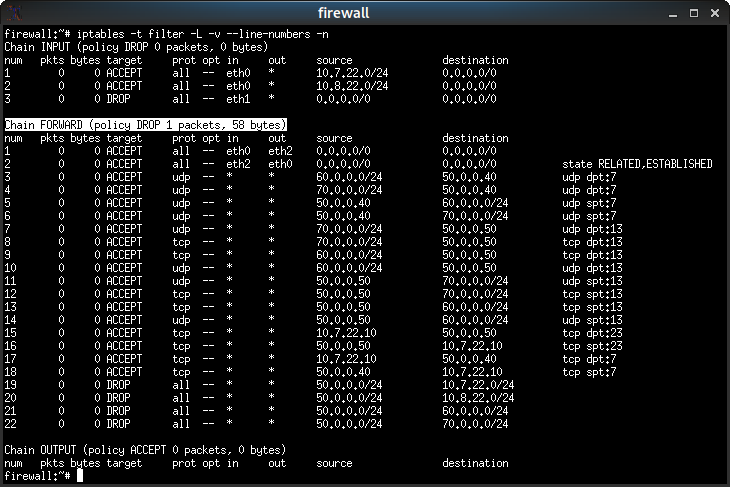 firewall
firewall:~# iptables -t filter -L -v --line-numbers -n
Chain INPUT (policy DROP 0 packets, 0 bytes)
num pkts bytes target prot opt in out source destination
1 0 0 ACCEPT all -- eth0 * 10.7.22.0/24 0.0.0.0/0
2 0 0 ACCEPT all -- eth0 * 10.8.22.0/24 0.0.0.0/0
3 0 0 DROP all -- eth1 * 0.0.0.0/0 0.0.0.0/0
Chain FORWARD (policy DROP 1 packets, 58 bytes)
num pkts bytes target prot opt in out source destination
1 0 0 ACCEPT all -- eth0 eth2 0.0.0.0/0 0.0.0.0/0
2 0 0 ACCEPT all -- eth2 eth0 0.0.0.0/0 0.0.0.0/0 state RELATED,ESTABLISHED
3 0 0 ACCEPT udp -- * * 60.0.0.0/24 50.0.0.40 udp dpt:7
4 0 0 ACCEPT udp -- * * 70.0.0.0/24 50.0.0.40 udp dpt:7
5 0 0 ACCEPT udp -- * * 50.0.0.40 60.0.0.0/24 udp spt:7
6 0 0 ACCEPT udp -- * * 50.0.0.40 70.0.0.0/24 udp spt:7
7 0 0 ACCEPT udp -- * * 70.0.0.0/24 50.0.0.50 udp dpt:13
8 0 0 ACCEPT tcp -- * * 70.0.0.0/24 50.0.0.50 tcp dpt:13
9 0 0 ACCEPT tcp -- * * 60.0.0.0/24 50.0.0.50 tcp dpt:13
10 0 0 ACCEPT udp -- * * 60.0.0.0/24 50.0.0.50 udp dpt:13
11 0 0 ACCEPT udp -- * * 50.0.0.50 70.0.0.0/24 udp spt:13
12 0 0 ACCEPT tcp -- * * 50.0.0.50 70.0.0.0/24 tcp spt:13
13 0 0 ACCEPT tcp -- * * 50.0.0.50 60.0.0.0/24 tcp spt:13
14 0 0 ACCEPT udp -- * * 50.0.0.50 60.0.0.0/24 udp spt:13
15 0 0 ACCEPT tcp -- * * 10.7.22.10 50.0.0.50 tcp dpt:23
16 0 0 ACCEPT tcp -- * * 50.0.0.50 10.7.22.10 tcp spt:23
17 0 0 ACCEPT tcp -- * * 10.7.22.10 50.0.0.40 tcp dpt:7
18 0 0 ACCEPT tcp -- * * 50.0.0.40 10.7.22.10 tcp spt:7
19 0 0 DROP all -- * * 50.0.0.0/24 10.7.22.0/24
20 0 0 DROP all -- * * 50.0.0.0/24 10.8.22.0/24
21 0 0 DROP all -- * * 50.0.0.0/24 60.0.0.0/24
22 0 0 DROP all -- * * 50.0.0.0/24 70.0.0.0/24
Chain OUTPUT (policy ACCEPT 0 packets, 0 bytes)
num pkts bytes target prot opt in out source destination
firewall:~#